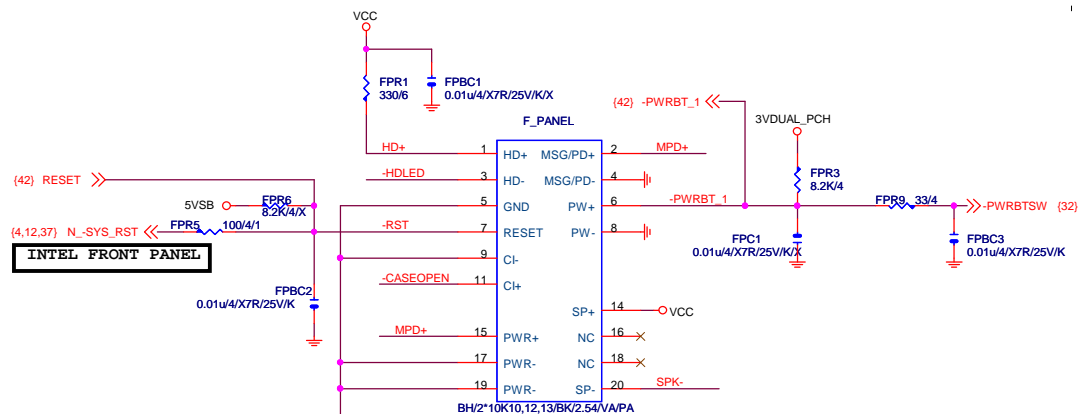 VCC
FPR1
330/6
FPBC1
0.01u/4/X7R/25V/K/X
{42} -PWRBT_1
3VDUAL_PCH
F_PANEL
HD+ 1 HD+ MSG/PD+ 2 MPD+
{42} RESET
-HDLED 3 HD- MSG/PD- 4
FPR3
8.2K/4
5VSB FPR6
8.2K/4/X
5 GND PW+ 6 -PWRBT_1
FPR9 33/4 -PWRBTSW {32}
{4,12,37} N_-SYS_RST FPR5 100/4/1
-RST 7 RESET PW- 8
INTEL FRONT PANEL
FPC1
0.01u/4/X7R/25V/K/X
FPBC3
0.01u/4/X7R/25V/K
9 CI-
-CASEOPEN 11 CI+
FPBC2
0.01u/4/X7R/25V/K
SP+ 14 VCC
MPD+ 15 PWR+ NC 16
17 PWR- NC 18
19 PWR- SP- 20 SPK-
BH/2*10K10,12,13/BK/2.54/VA/PA